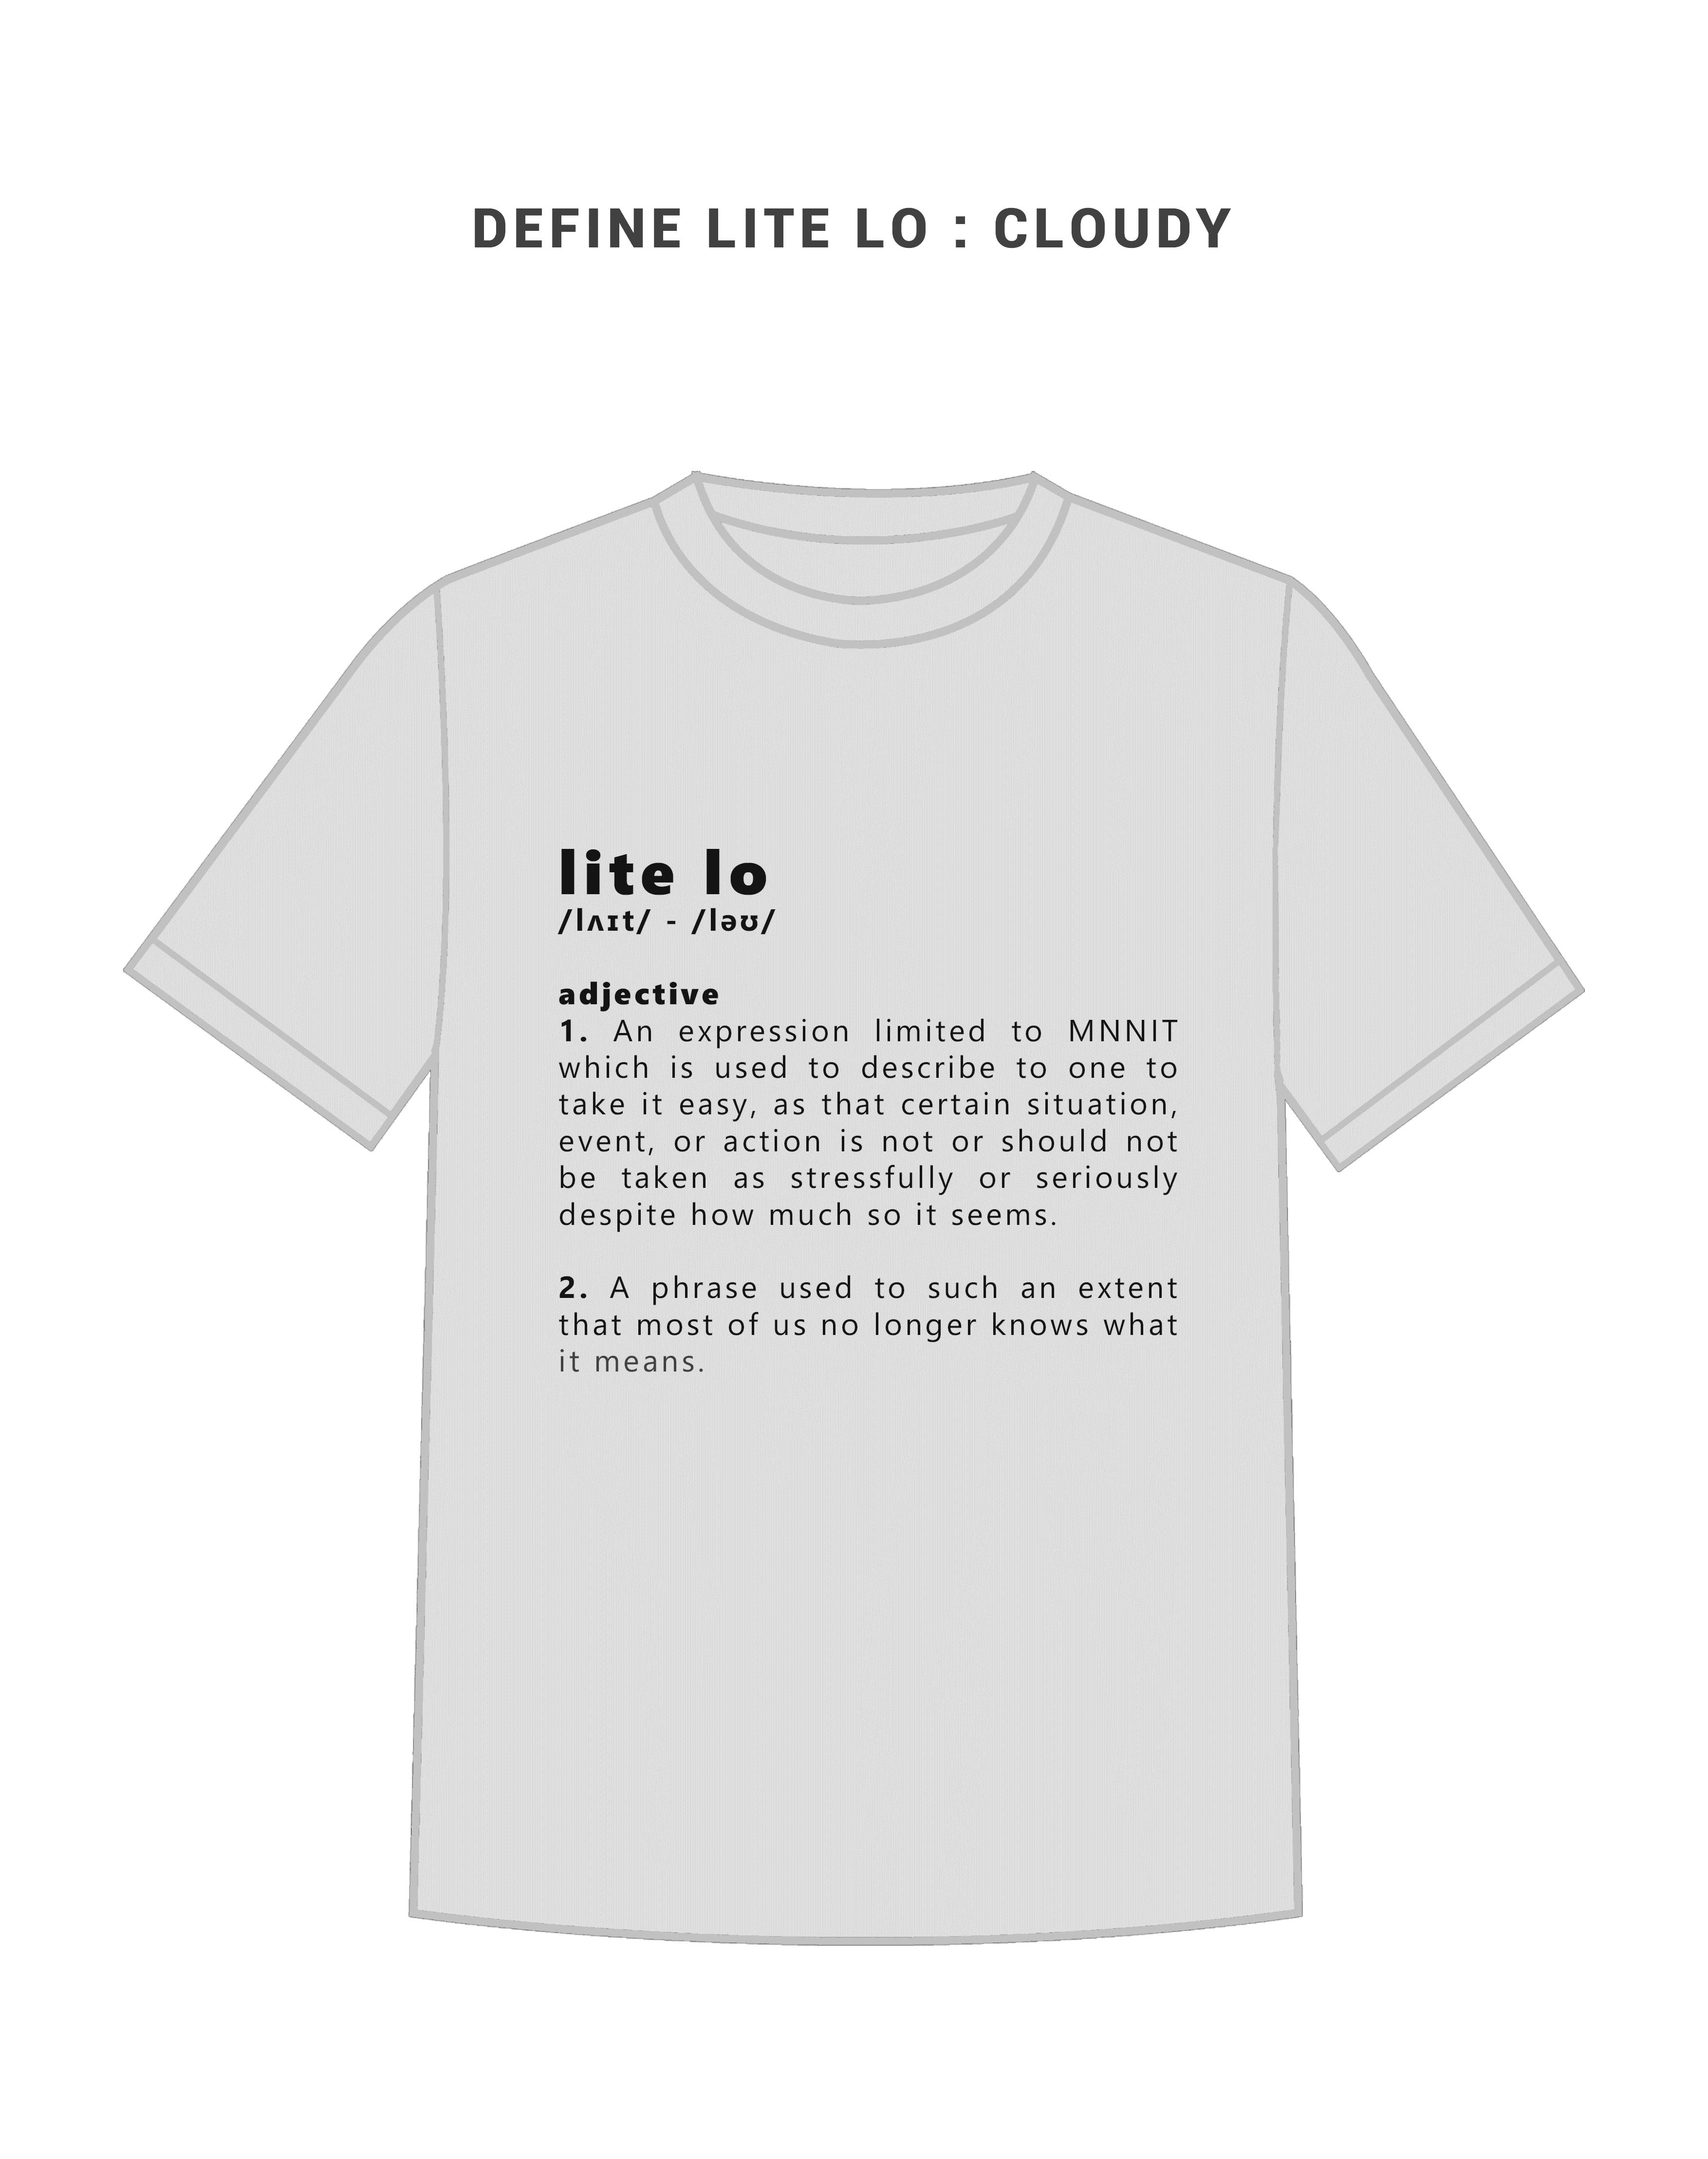 DEFINE LITE LO : CLOUDY
lite lo
/lʌɪt/ - /ləʊ/
adjective
1. An expression limited to MNNIT
which is used to describe to one to
take it easy, as that certain situation,
event, or action is not or should not
be taken as stressfully or seriously
despite how much so it seems.
2. A phrase used to such an extent
that most of us no longer knows what
it means.